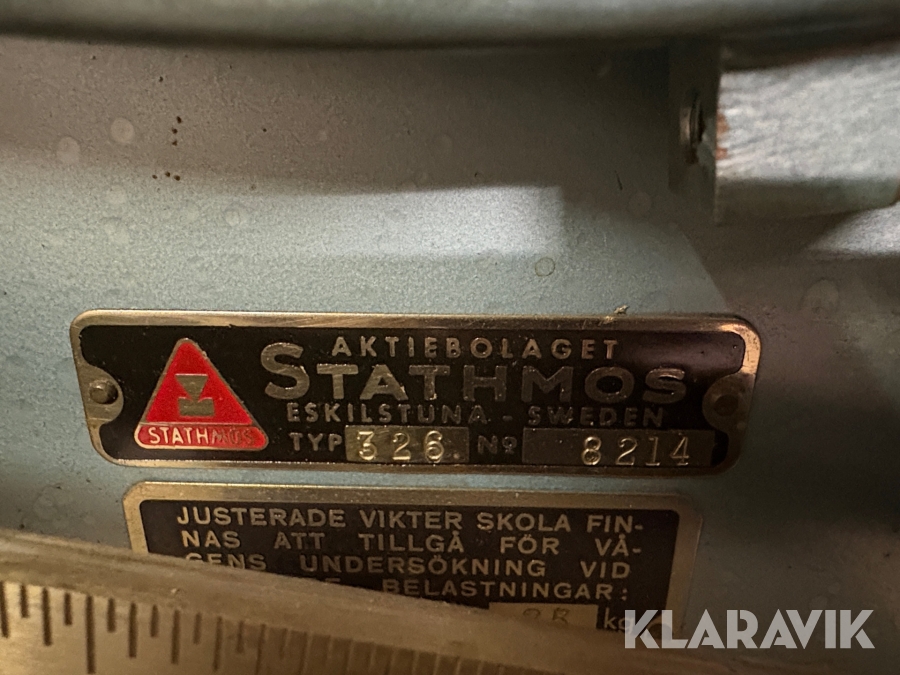 AKTIEBOLAGET
STATHMOS
ESKILSTUNA - SWEDEN
STATHMOS
TYP 326 Nº 8214
JUSTERADE VIKTER SKOLA FIN-
NAS ATT TILLGÅ FÖR VÅ-
GENS UNDERSÖKNING VID
BELASTNINGAR:
kg
KLARAVIK